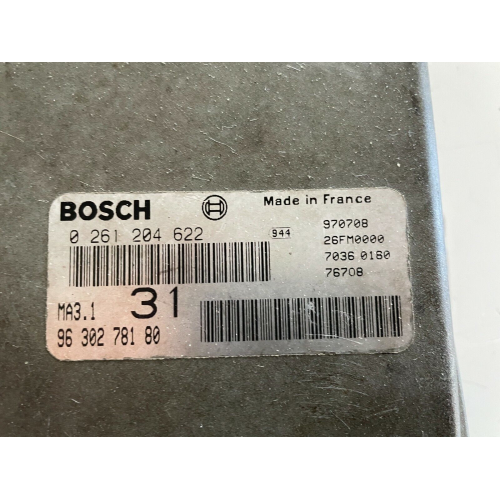 BOSCH
Made in France
0 261 204 622
944
970708
26FM0000
7036 0160
76708
MA3.1
31
96 302 781 80